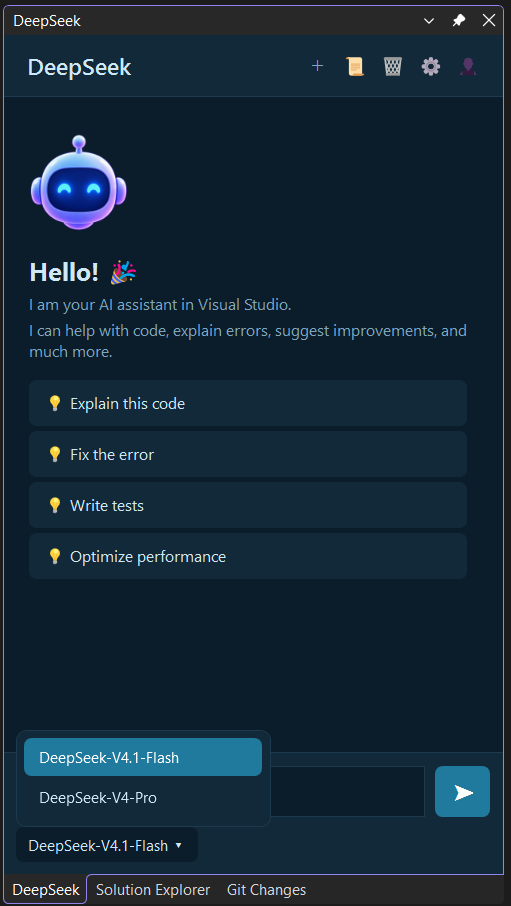 DeepSeek
DeepSeek
Hello!
I am your AI assistant in Visual Studio.
I can help with code, explain errors, suggest improvements, and
much more.
Explain this code
Fix the error
Write tests
Optimize performance
DeepSeek-V4.1-Flash
DeepSeek-V4-Pro
DeepSeek-V4.1-Flash
DeepSeek Solution Explorer Git Changes